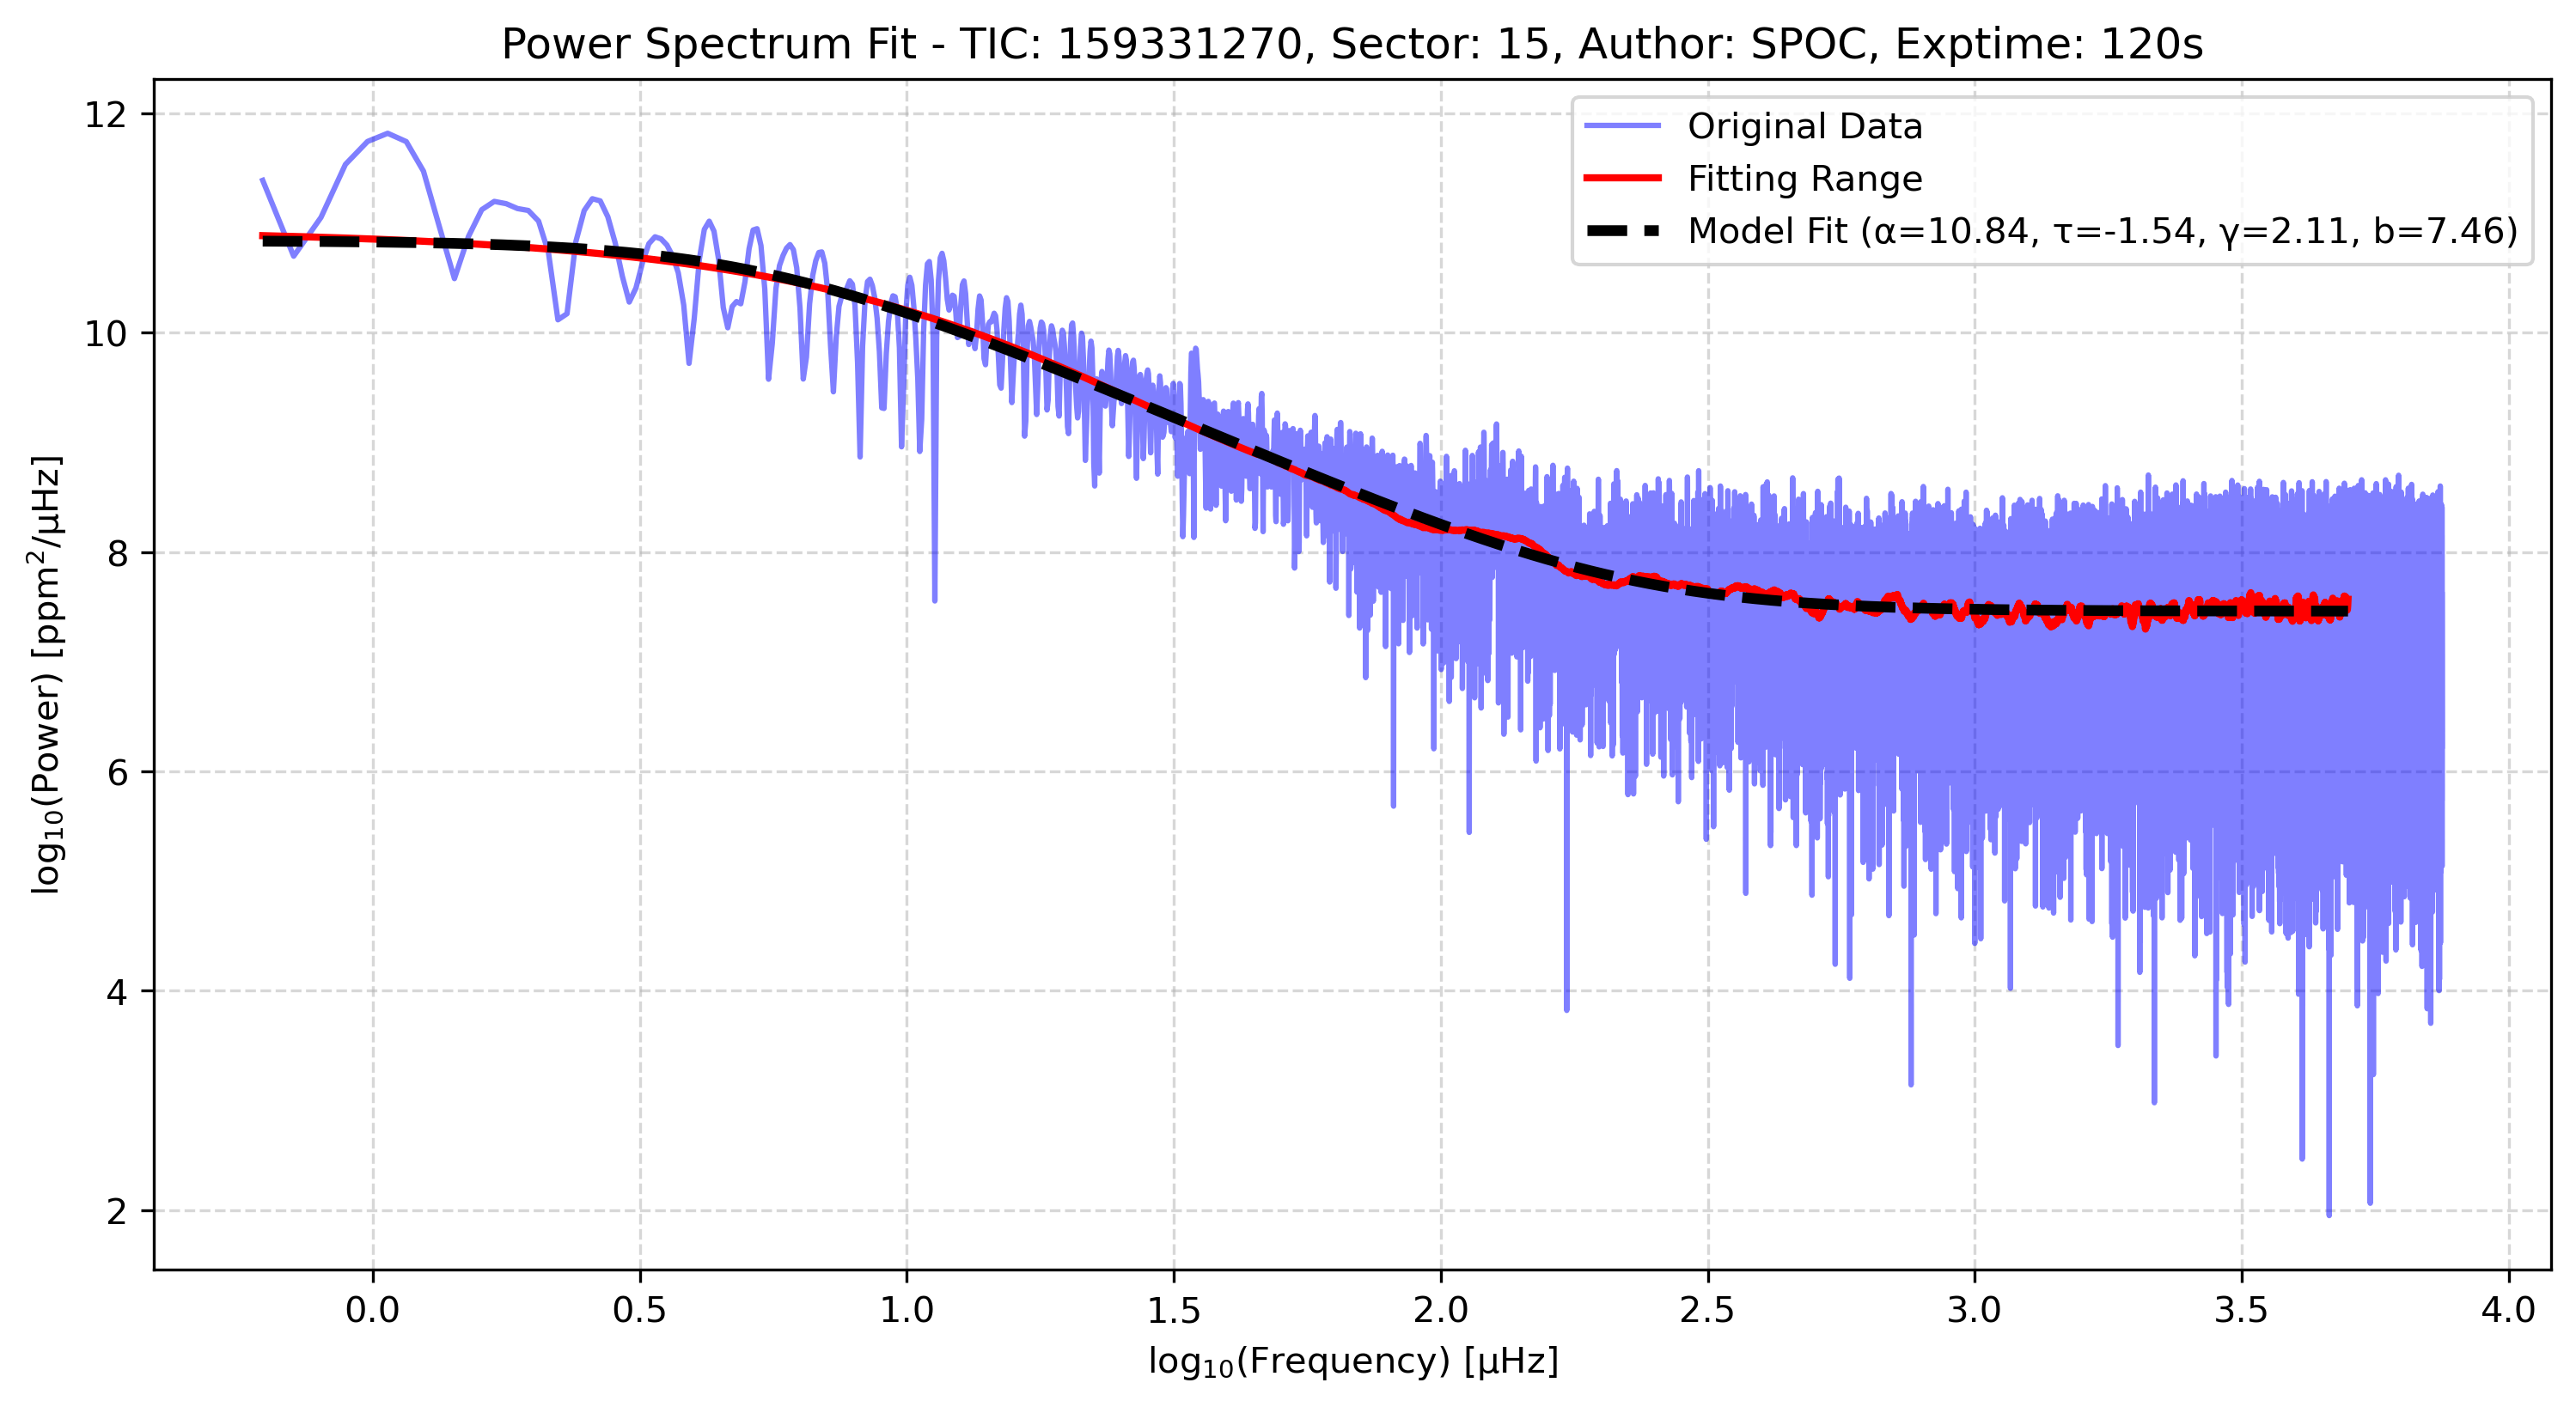 Power Spectrum Fit - TIC: 159331270, Sector: 15, Author: SPOC, Exptime: 120s
Original Data
Fitting Range
Model Fit (α=10.84, τ=-1.54, γ=2.11, b=7.46)
log₁₀(Power) [ppm²/μHz]
12
10
8
6
4
2
0.0 0.5 1.0 1.5 2.0 2.5 3.0 3.5 4.0
log₁₀(Frequency) [μHz]